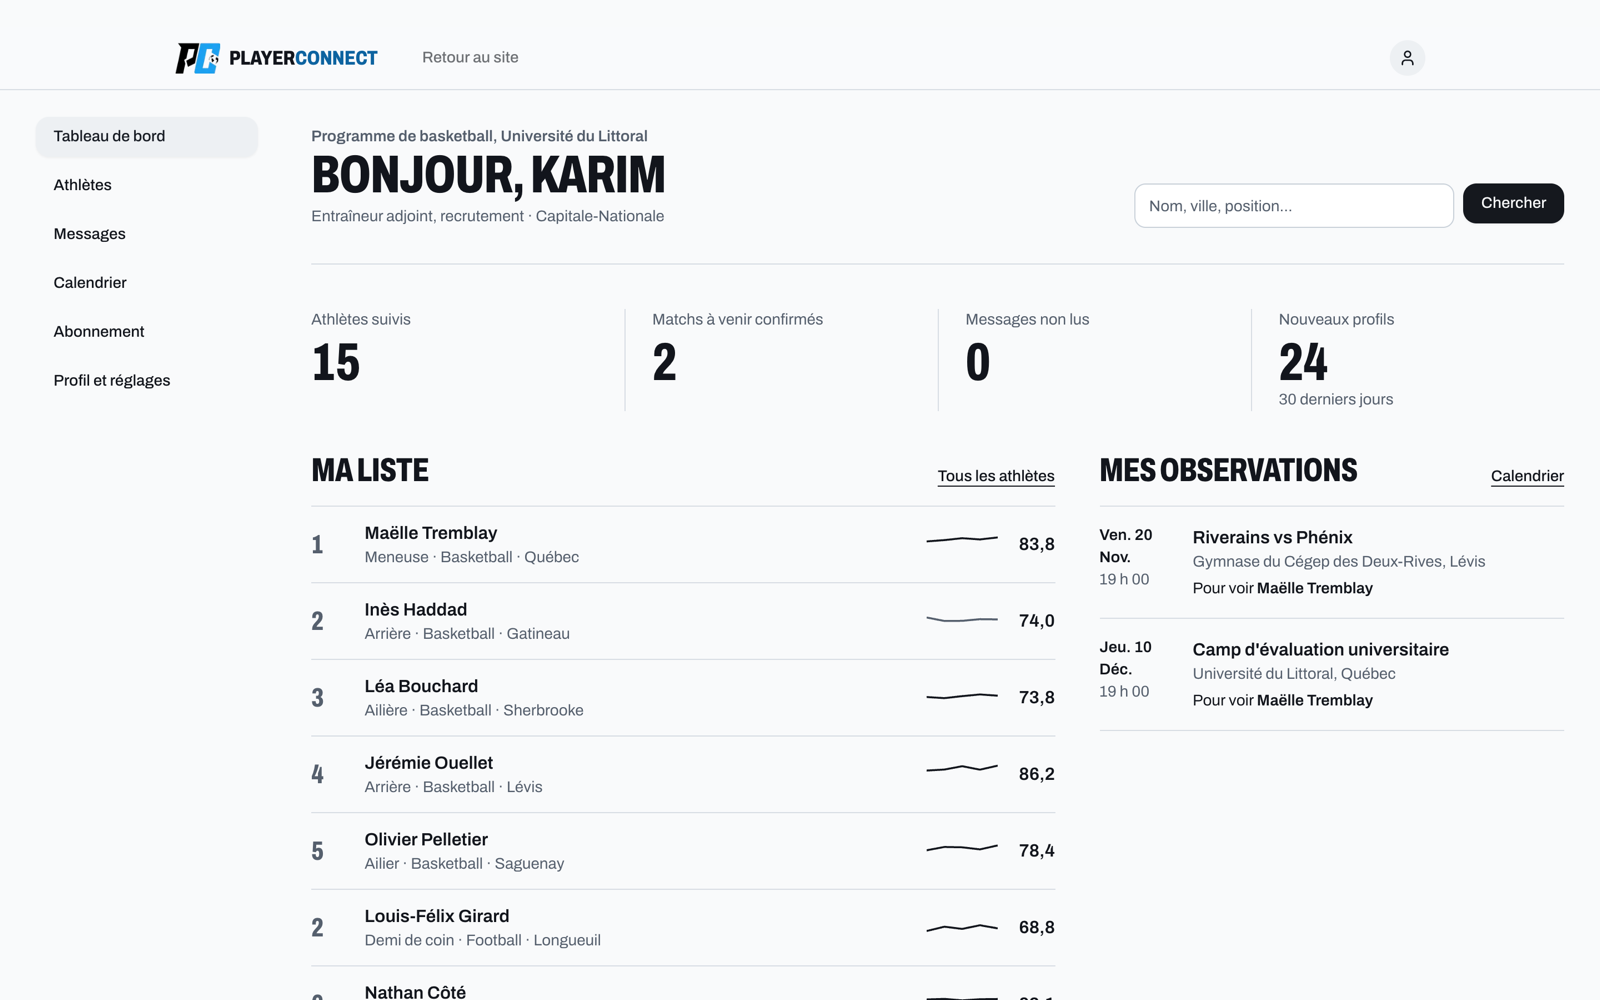 PLAYERCONNECT
Retour au site
Tableau de bord
Athlètes
Messages
Calendrier
Abonnement
Profil et réglages
Programme de basketball, Université du Littoral
BONJOUR, KARIM
Entraîneur adjoint, recrutement · Capitale-Nationale
Nom, ville, position...
Chercher
Athlètes suivis
15
Matchs à venir confirmés
2
Messages non lus
0
Nouveaux profils
24
30 derniers jours
MA LISTE
Tous les athlètes
1
Maëlle Tremblay
Meneuse · Basketball · Québec
83,8
2
Inès Haddad
Arrière · Basketball · Gatineau
74,0
3
Léa Bouchard
Ailière · Basketball · Sherbrooke
73,8
4
Jérémie Ouellet
Arrière · Basketball · Lévis
86,2
5
Olivier Pelletier
Ailier · Basketball · Saguenay
78,4
2
Louis-Félix Girard
Demi de coin · Football · Longueuil
68,8
Nathan Côté
MES OBSERVATIONS
Calendrier
Ven. 20
Nov.
19 h 00
Riverains vs Phénix
Gymnase du Cégep des Deux-Rives, Lévis
Pour voir Maëlle Tremblay
Jeu. 10
Déc.
19 h 00
Camp d'évaluation universitaire
Université du Littoral, Québec
Pour voir Maëlle Tremblay